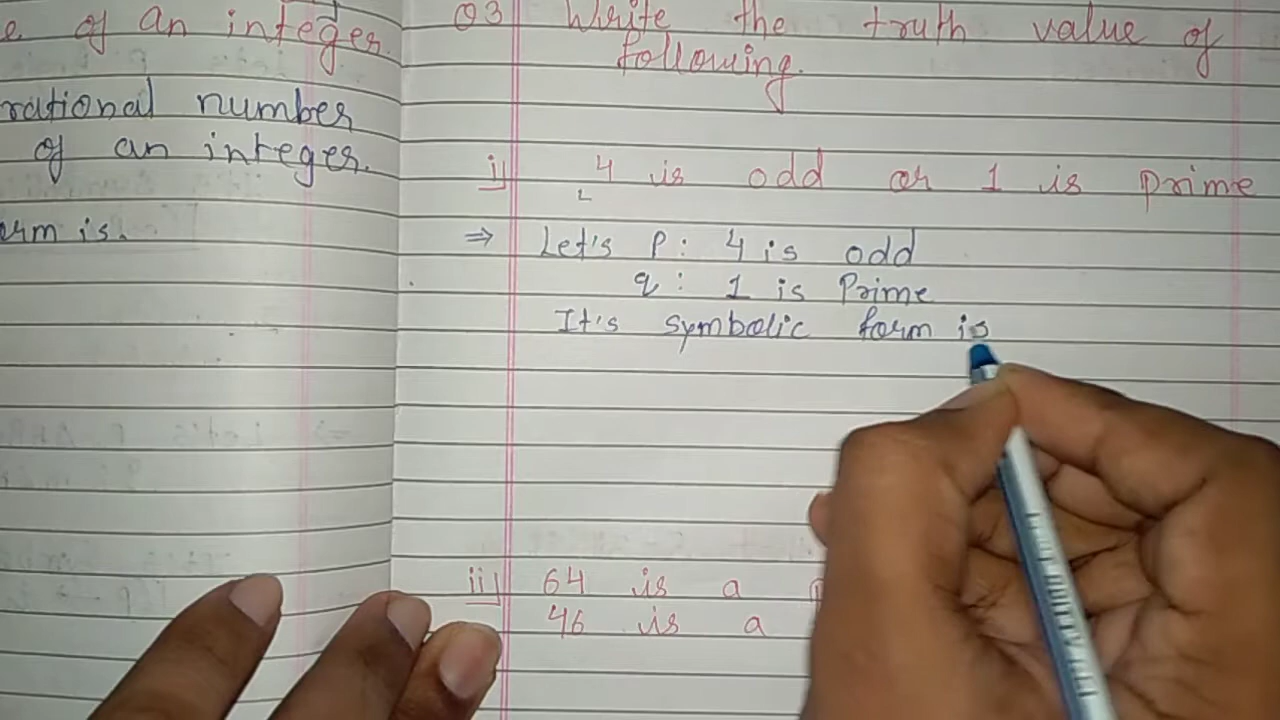 e of an integer.
rational number
of an integer.
orm is.
Q3 Write the truth value of
following.
i) 4 is odd or 1 is prime
⇒ Let's P: 4 is odd
q: 1 is Prime
It's symbolic form is
ii) 64 is a
46 is a